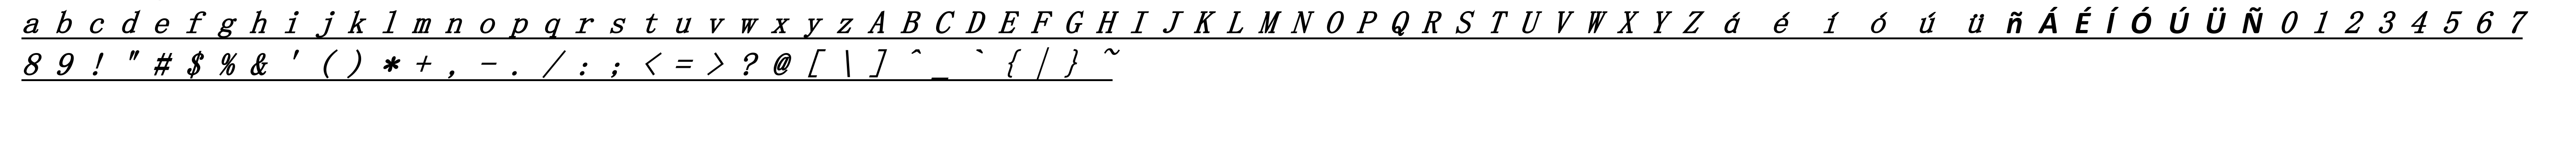 a b c d e f g h i j k l m n o p q r s t u v w x y z A B C D E F G H I J K L M N O P Q R S T U V W X Y Z á é í ó ú ü ñ Á É Í Ó Ú Ü Ñ 0 1 2 3 4 5 6 7
8 9 ! " # $ % & ' ( ) * + , - . / : ; < = > ? @ [ \ ] ^ _ ` { | } ~